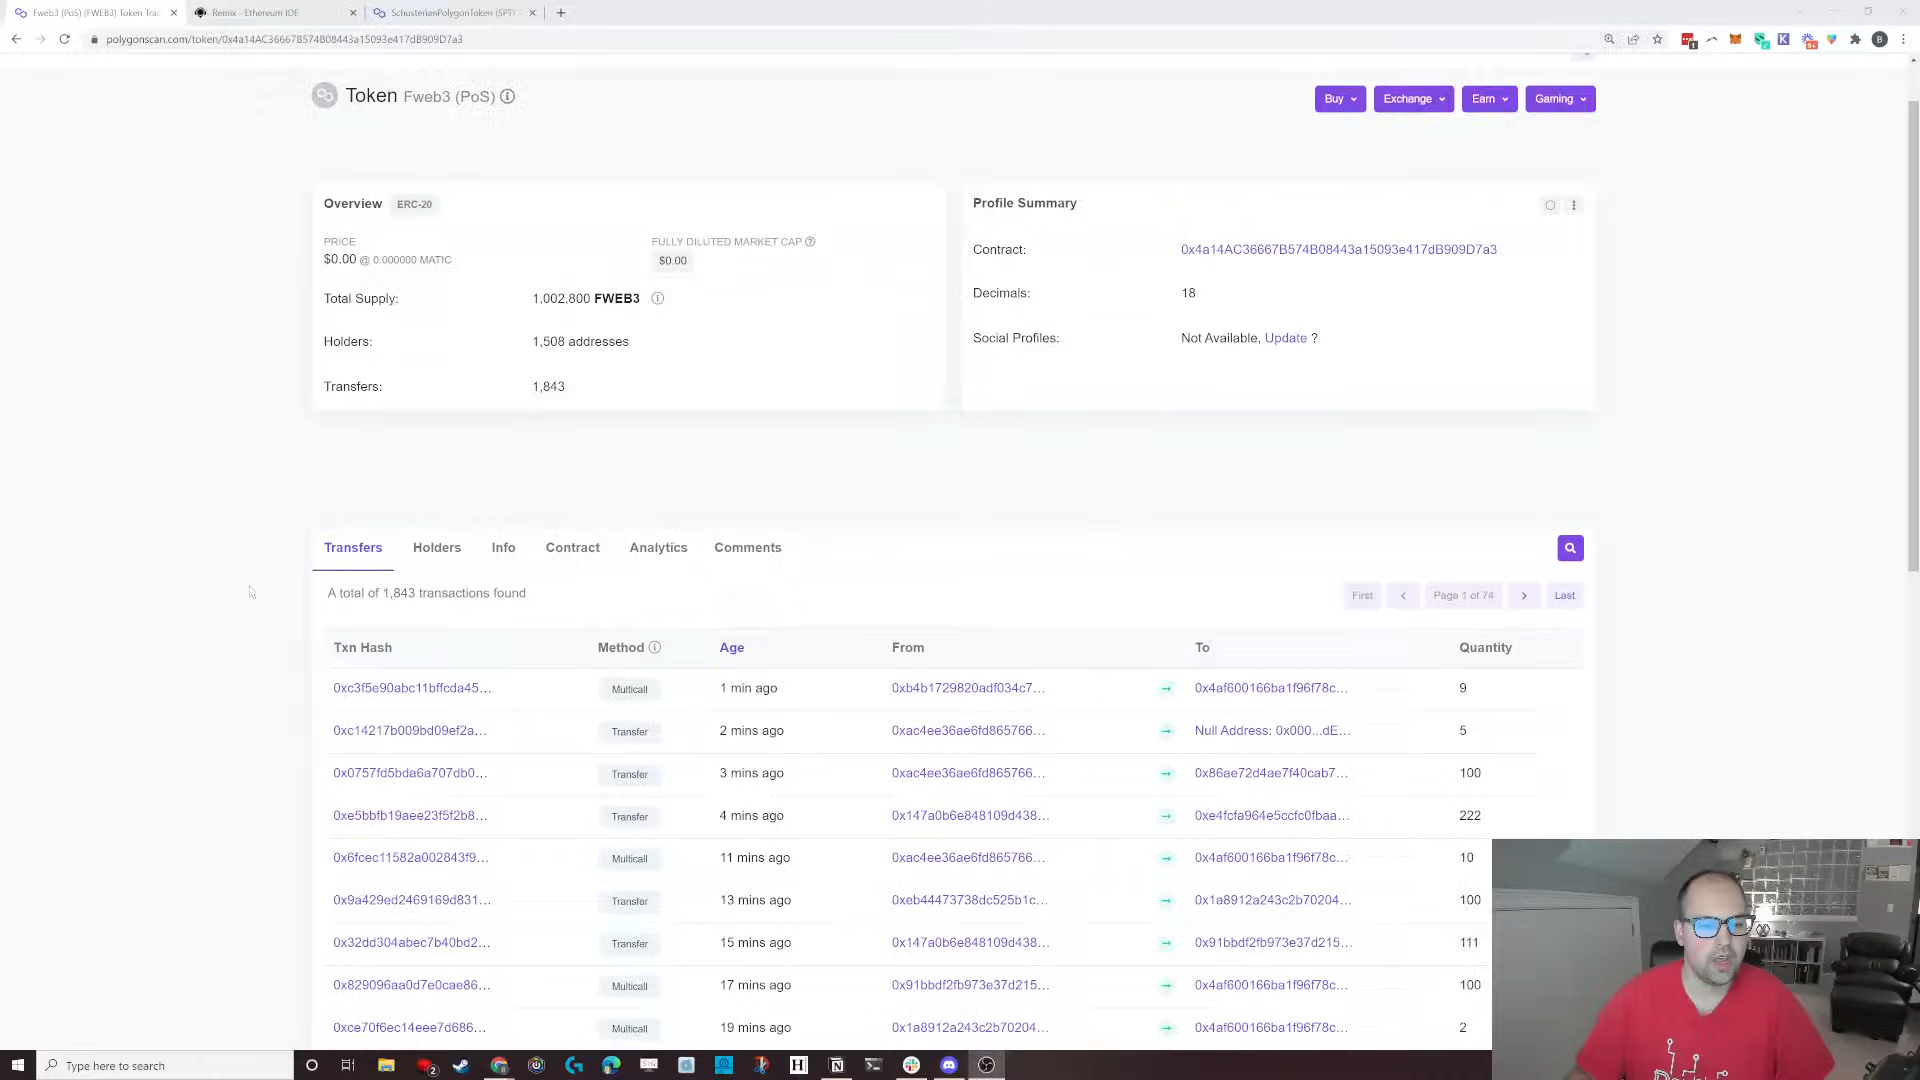 Fweb3 (PoS) (FWEB3) Token Trac
Remix - Ethereum IDE
SchusterianPolygonToken (SPTY
polygonscan.com/token/0x4a14AC36667B574B08443a15093e417dB909D7a3
Token Fweb3 (PoS)
Buy
Exchange
Earn
Gaming
Overview ERC-20
PRICE
$0.00 @ 0.000000 MATIC
FULLY DILUTED MARKET CAP
$0.00
Total Supply: 1,002,800 FWEB3
Holders: 1,508 addresses
Transfers: 1,843
Profile Summary
Contract: 0x4a14AC36667B574B08443a15093e417dB909D7a3
Decimals: 18
Social Profiles: Not Available, Update ?
Transfers Holders Info Contract Analytics Comments
A total of 1,843 transactions found
First < Page 1 of 74 > Last
Txn Hash Method Age From To Quantity
0xc3f5e90abc11bffcda45... Multicall 1 min ago 0xb4b1729820adf034c7... 0x4af600166ba1f96f78c... 9
0xc14217b009bd09ef2a... Transfer 2 mins ago 0xac4ee36ae6fd865766... Null Address: 0x000...dE... 5
0x0757fd5bda6a707db0... Transfer 3 mins ago 0xac4ee36ae6fd865766... 0x86ae72d4ae7f40cab7... 100
0xe5bbfb19aee23f5f2b8... Transfer 4 mins ago 0x147a0b6e848109d438... 0xe4fcfa964e5ccfc0fbaa... 222
0x6fcec11582a002843f9... Multicall 11 mins ago 0xac4ee36ae6fd865766... 0x4af600166ba1f96f78c... 10
0x9a429ed2469169d831... Transfer 13 mins ago 0xeb44473738dc525b1c... 0x1a8912a243c2b70204... 100
0x32dd304abec7b40bd2... Transfer 15 mins ago 0x147a0b6e848109d438... 0x91bbdf2fb973e37d215... 111
0x829096aa0d7e0cae86... Multicall 17 mins ago 0x91bbdf2fb973e37d215... 0x4af600166ba1f96f78c... 100
0xce70f6ec14eee7d686... Multicall 19 mins ago 0x1a8912a243c2b70204... 0x4af600166ba1f96f78c... 2
Type here to search